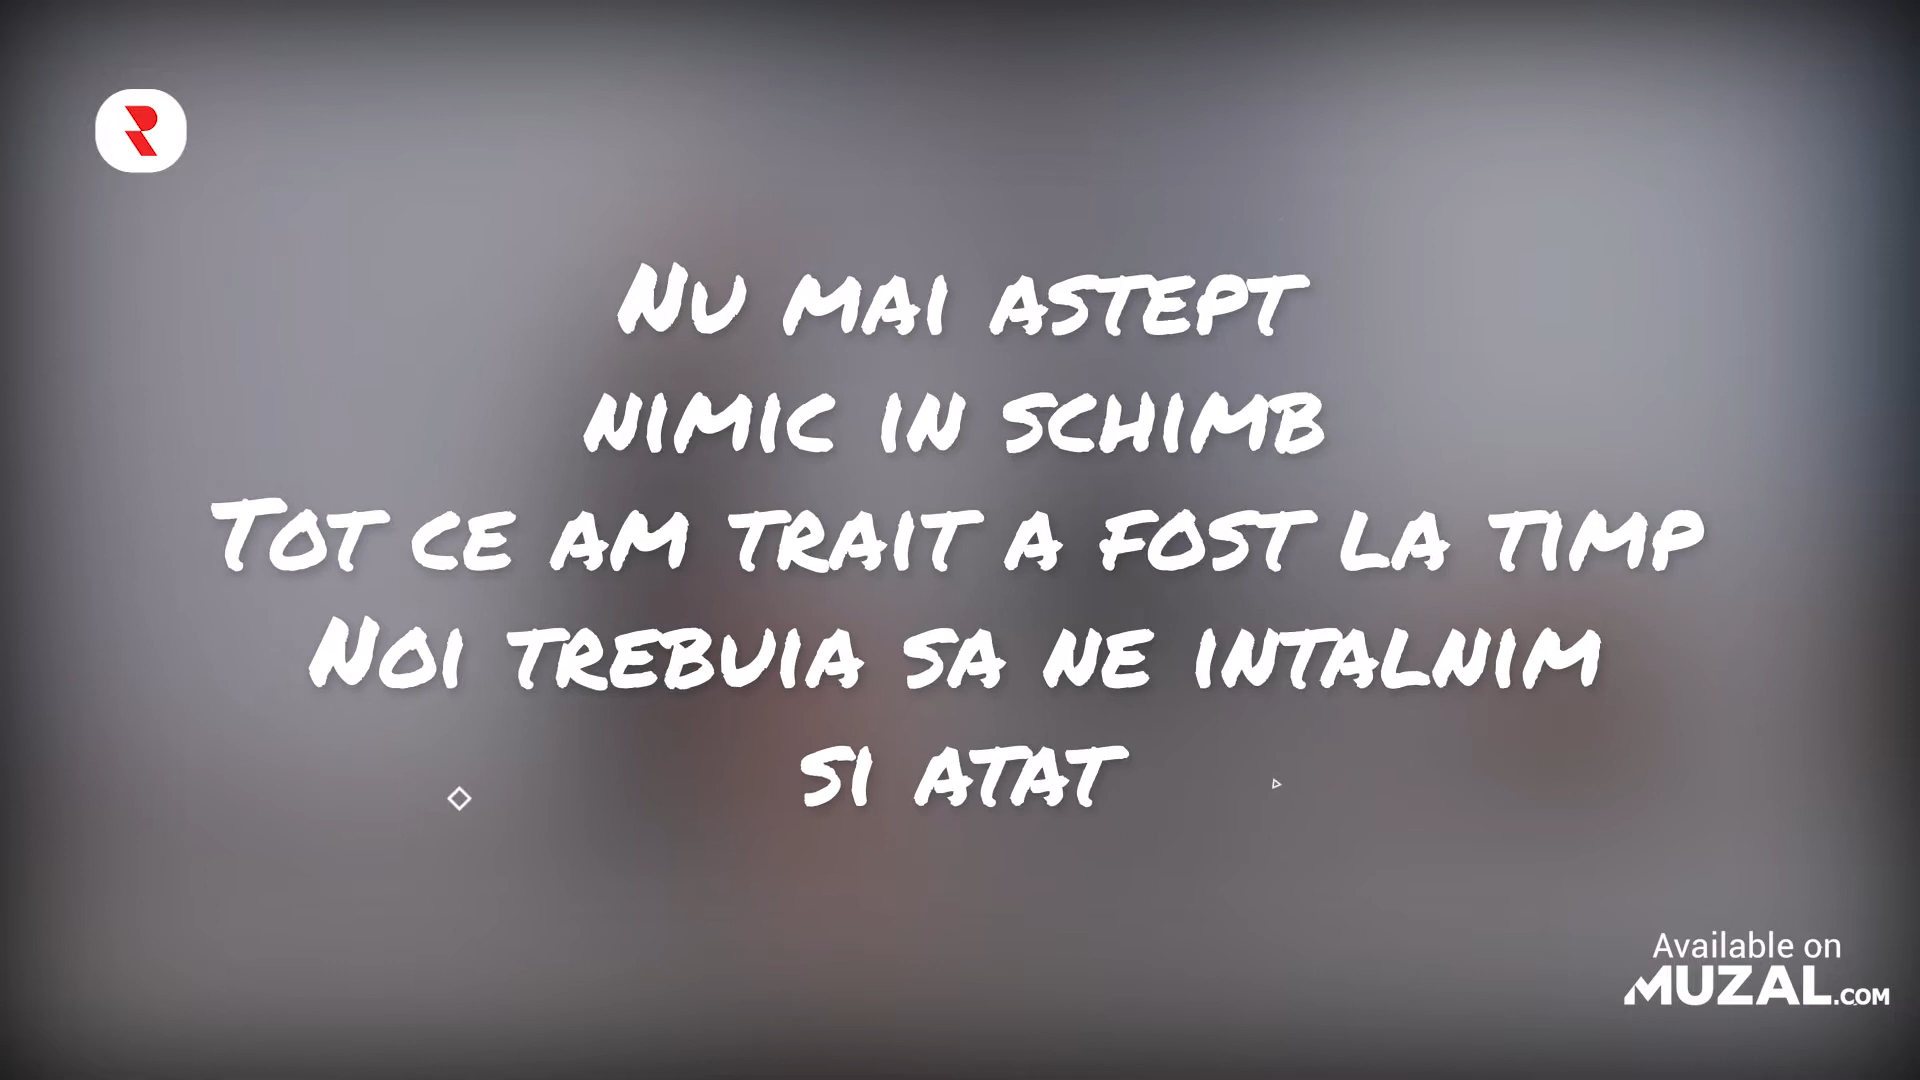 Nu mai astept
nimic in schimb
Tot ce am trait a fost la timp
Noi trebuia sa ne intalnim
si atat
Available on
MUZAL.COM